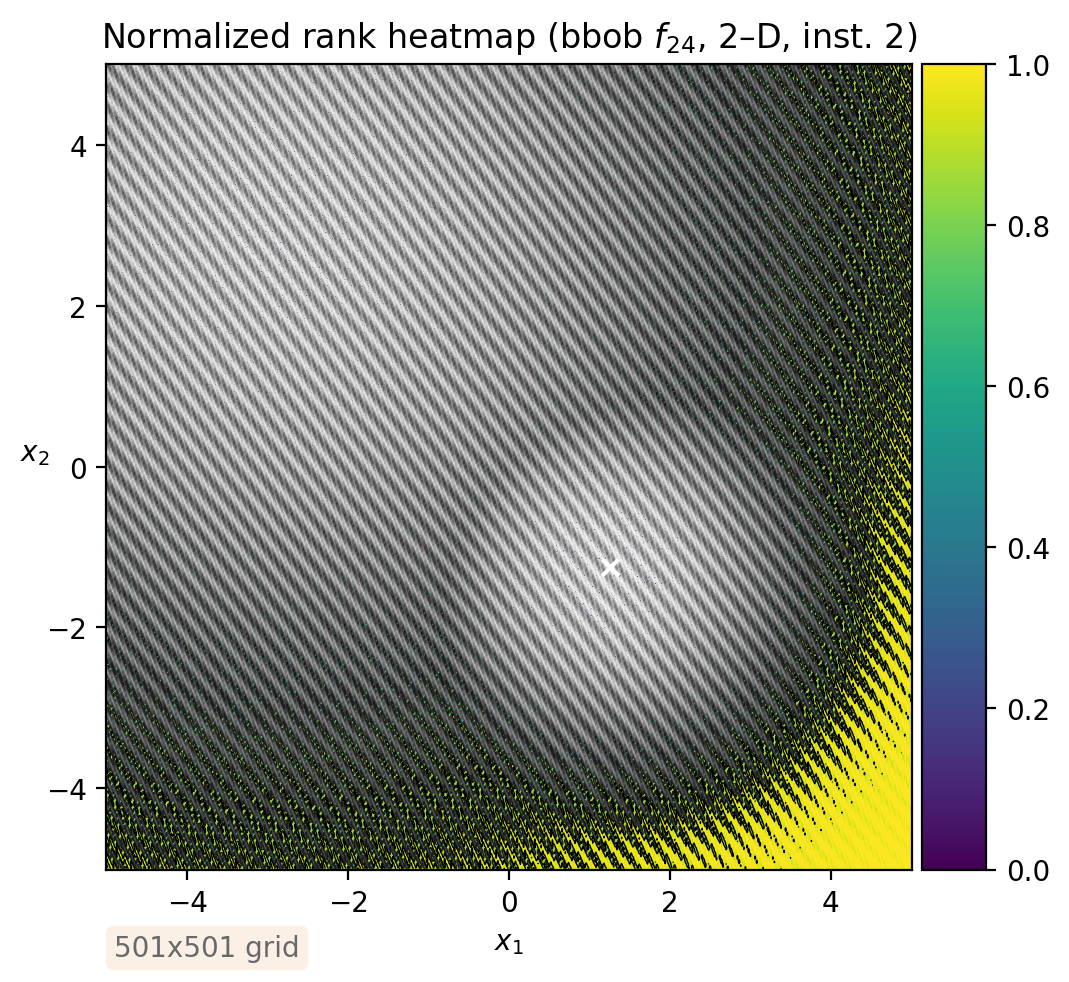 Normalized rank heatmap (bbob f24, 2–D, inst. 2)
1.0
4
0.8
2
0.6
x2 0
0.4
−2
0.2
−4
0.0
−4 −2 0 2 4
x1
501x501 grid